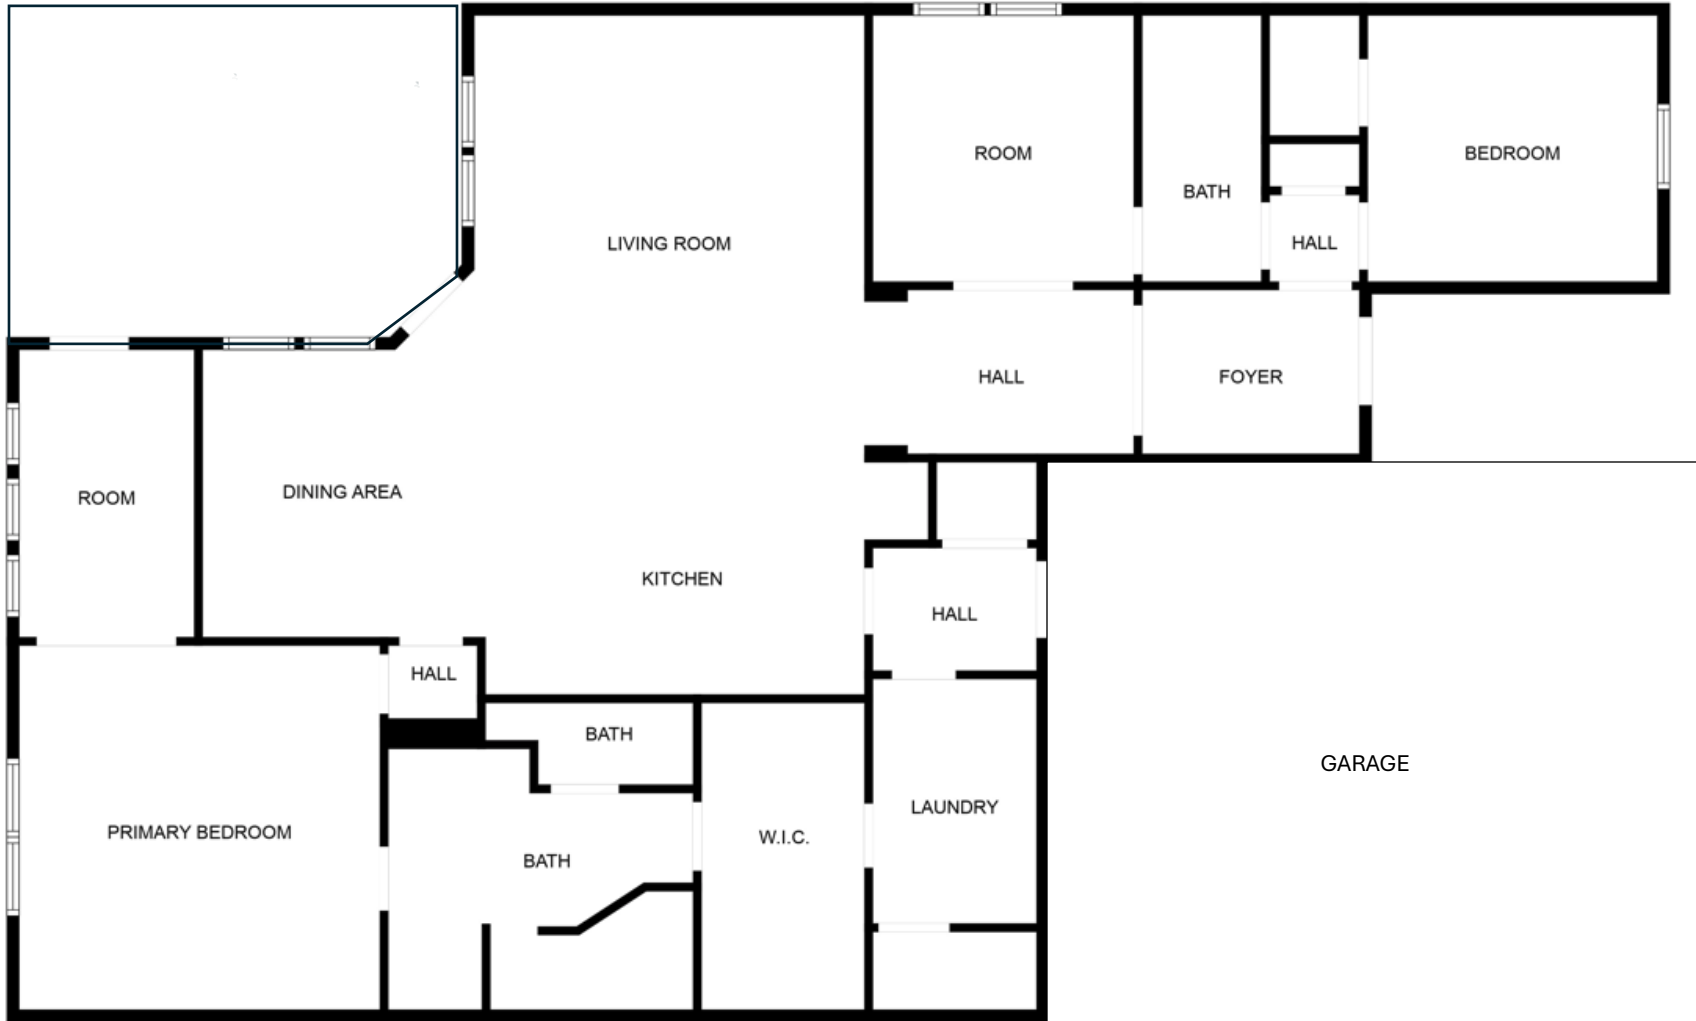 ROOM
BEDROOM
BATH
LIVING ROOM
HALL
HALL
FOYER
DINING AREA
ROOM
KITCHEN
HALL
HALL
BATH
GARAGE
LAUNDRY
PRIMARY BEDROOM
W.I.C.
BATH